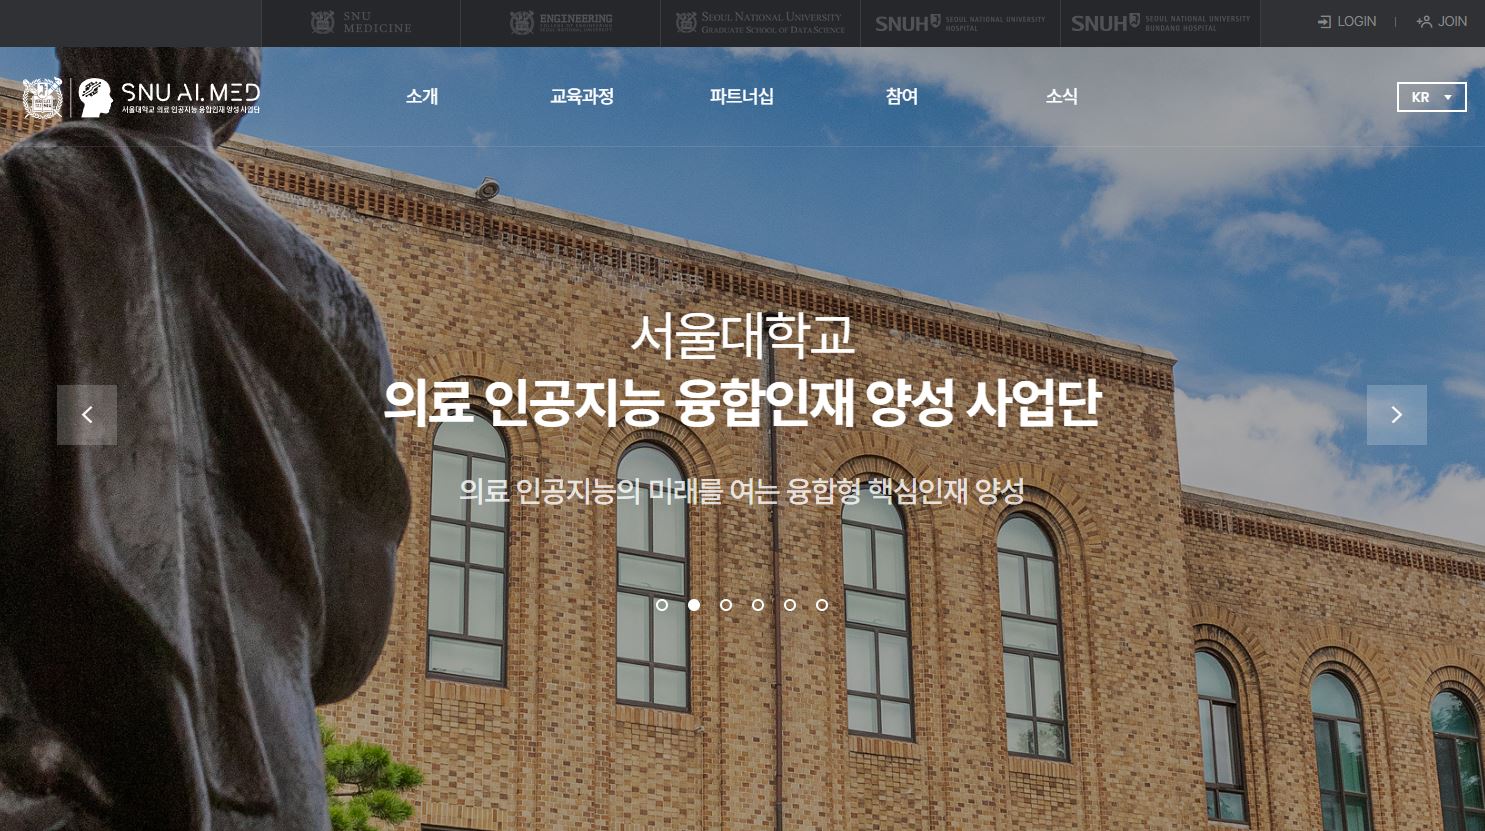 SNU
MEDICINE
ENGINEERING
COLLEGE OF ENGINEERING
SEOUL NATIONAL UNIVERSITY
SEOUL NATIONAL UNIVERSITY
GRADUATE SCHOOL OF DATA SCIENCE
SNUH
SEOUL NATIONAL UNIVERSITY
HOSPITAL
SNUH
SEOUL NATIONAL UNIVERSITY
BUNDANG HOSPITAL
LOGIN
JOIN
SNU AI.MED
서울대학교 의료 인공지능 융합인재 양성 사업단
소개
교육과정
파트너십
참여
소식
KR
서울대학교
의료 인공지능 융합인재 양성 사업단
의료 인공지능의 미래를 여는 융합형 핵심인재 양성